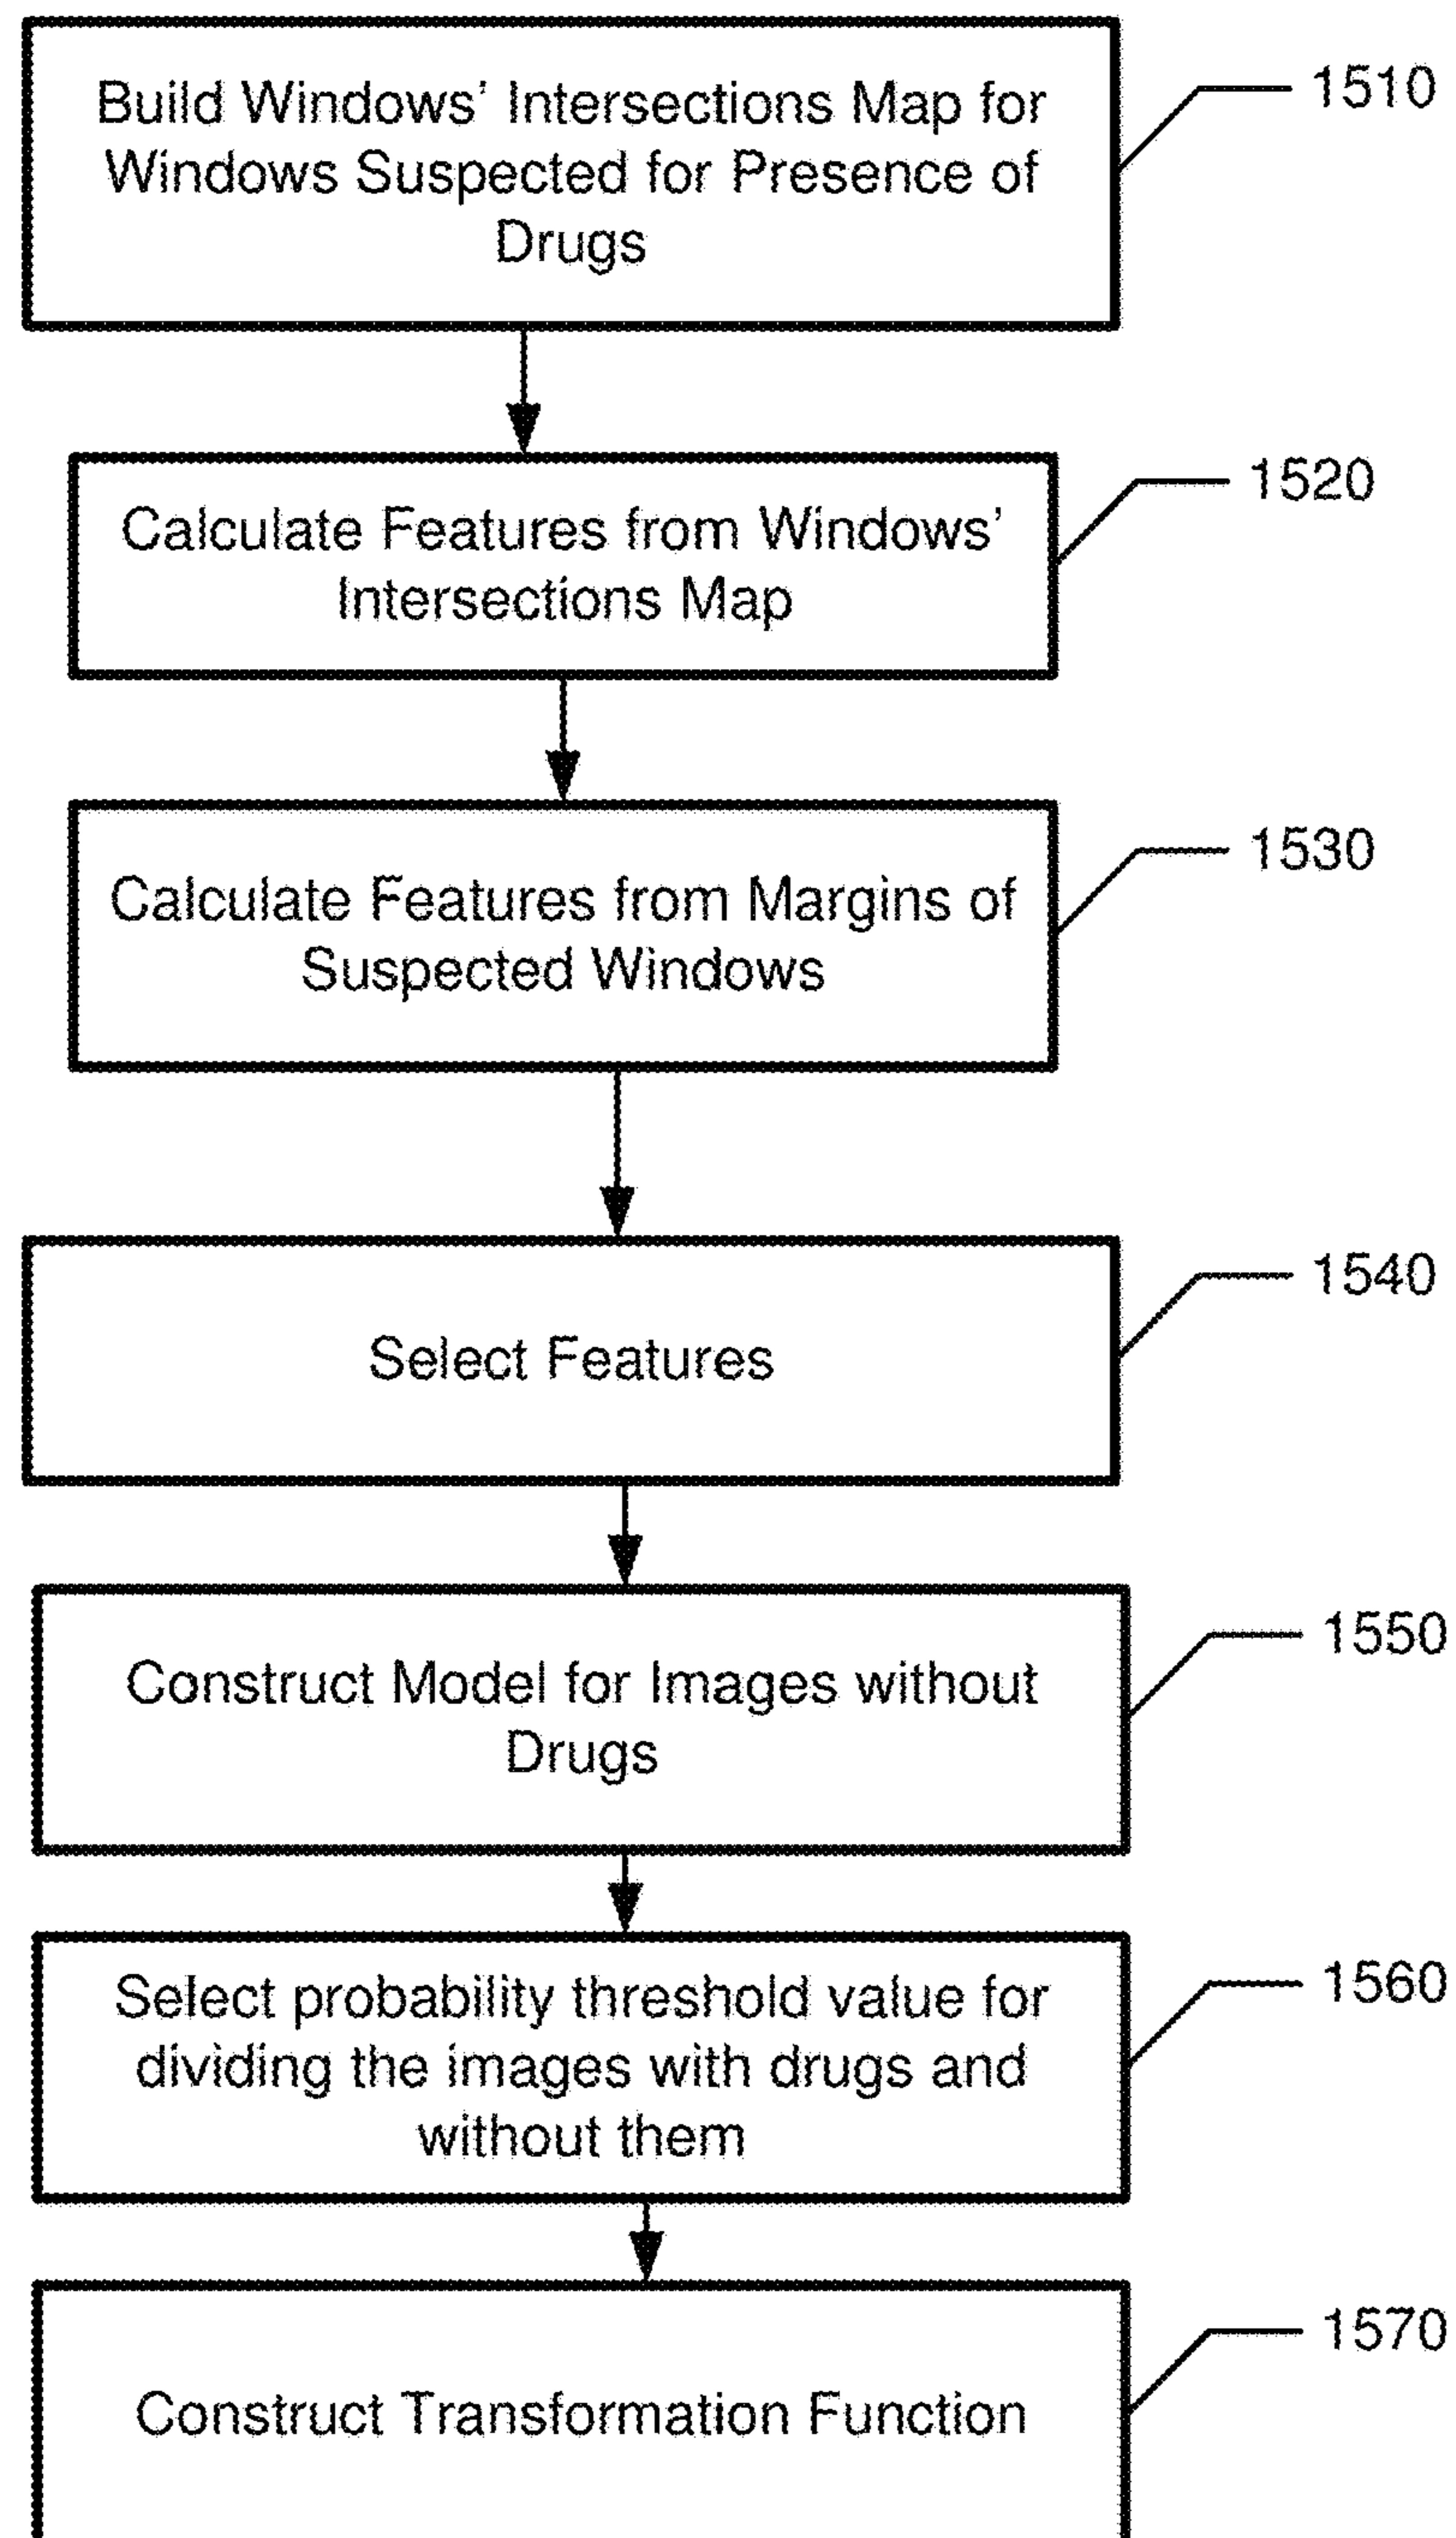 Build Windows' Intersections Map for
Windows Suspected for Presence of
Drugs
1510
Calculate Features from Windows'
Intersections Map
1520
Calculate Features from Margins of
Suspected Windows
1530
Select Features
1540
Construct Model for Images without
Drugs
1550
Select probability threshold value for
dividing the images with drugs and
without them
1560
Construct Transformation Function
1570